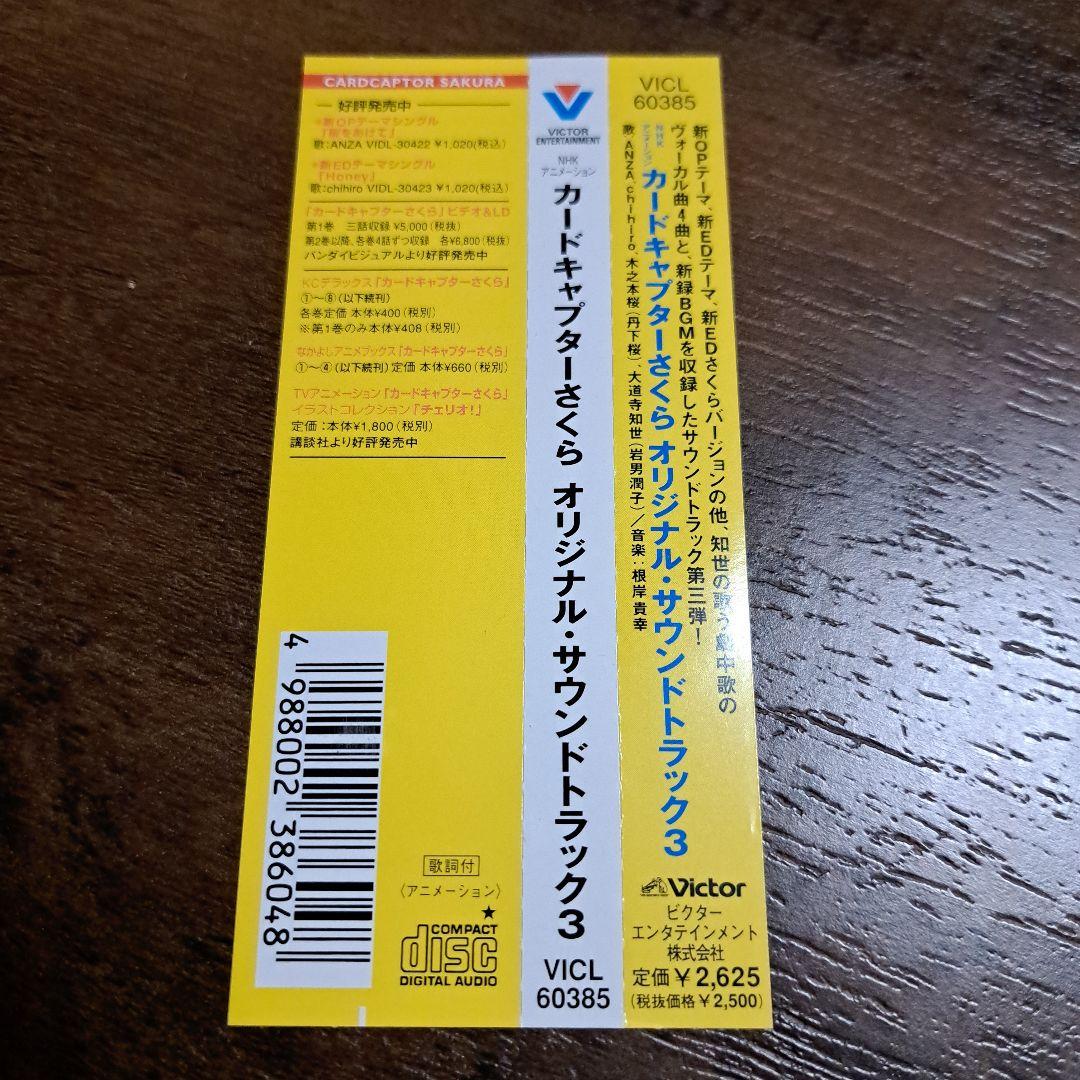 CARDCAPTOR SAKURA
好評発売中
*新OPテーマシングル
「扉をあけて」
歌:ANZA VIDL-30422 ¥1,020(税込)
*新EDテーマシングル
「Honey」
歌:chihiro VIDL-30423 ¥1,020(税込)
「カードキャプターさくら」ビデオ&LD
第1巻 三話収録 ¥5,000(税抜)
第2巻以降、各巻4話ずつ収録 各¥6,800(税抜)
バンダイビジュアルより好評発売中
KCデラックス「カードキャプターさくら」
①〜⑥(以下続刊)
各巻定価 本体¥400(税別)
※第1巻のみ本体¥408(税別)
なかよしアニメブックス「カードキャプターさくら」
①〜④(以下続刊) 定価 本体¥660(税別)
TVアニメーション「カードキャプターさくら」
イラストコレクション「チェリオ!」
定価:本体¥1,800(税別)
講談社より好評発売中
4 988002 386048
歌詞付
〈アニメーション〉
★
COMPACT
disc
DIGITAL AUDIO
VICTOR
ENTERTAINMENT
NHK
アニメーション
カードキャプターさくら オリジナル・サウンドトラック3
VICL
60385
VICL
60385
新OPテーマ、新EDテーマ、新EDさくらバージョンの他、知世の歌う劇中歌の
ヴォーカル曲4曲と、新録BGMを収録したサウンドトラック第三弾!
NHK
アニメーション
カードキャプターさくら オリジナル・サウンドトラック3
歌:ANZA、chihiro、木之本桜(丹下桜)、大道寺知世(岩男潤子)/音楽:根岸貴幸
Victor
ビクター
エンタテインメント
株式会社
定価¥2,625
(税抜価格¥2,500)